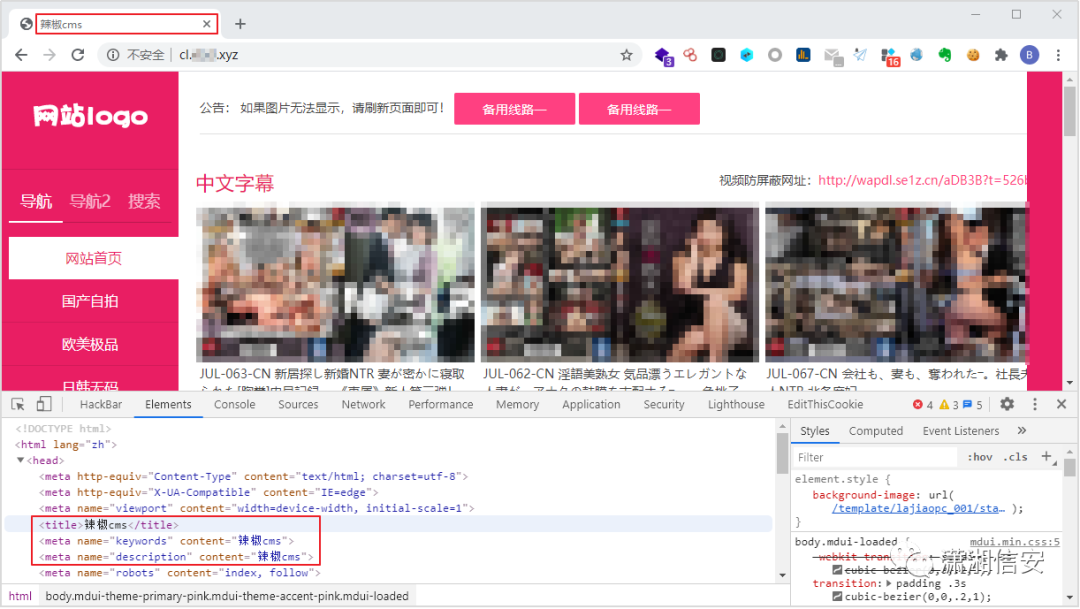 辣椒cms
不安全 cl. .xyz
3
16
B
网站logo
导航 导航2 搜索
网站首页
国产自拍
欧美极品
日韩无码
公告： 如果图片无法显示，请刷新页面即可！ 备用线路一 备用线路一
中文字幕
视频防屏蔽网址： http://wapdl.se1z.cn/aDB3B?t=526b
JUL-063-CN 新居探し新婚NTR 妻が密かに寝取
JUL-062-CN 淫語美熟女 気品漂うエレガントな
JUL-067-CN 会社も、妻も、奪われた−。社長夫
HackBar Elements Console Sources Network Performance Memory Application Security Lighthouse EditThisCookie 4 3 5
<!DOCTYPE html>
<html lang="zh">
<head>
<meta http-equiv="Content-Type" content="text/html; charset=utf-8">
<meta http-equiv="X-UA-Compatible" content="IE=edge">
<meta name="viewport" content="width=device-width, initial-scale=1">
<title>辣椒cms</title>
<meta name="keywords" content="辣椒cms">
<meta name="description" content="辣椒cms">
<meta name="robots" content="index, follow">
html body.mdui-theme-primary-pink.mdui-theme-accent-pink.mdui-loaded
Styles Computed Event Listeners »
Filter :hov .cls +
element.style {
background-image: url(
/template/lajiaopc_001/sta… );
}
body.mdui-loaded { mdui.min.css:5
cubic-bezier(0,0,.2,1);
transition: padding .3s
cubic-bezier(0,0,.2,1);
潇湘信安